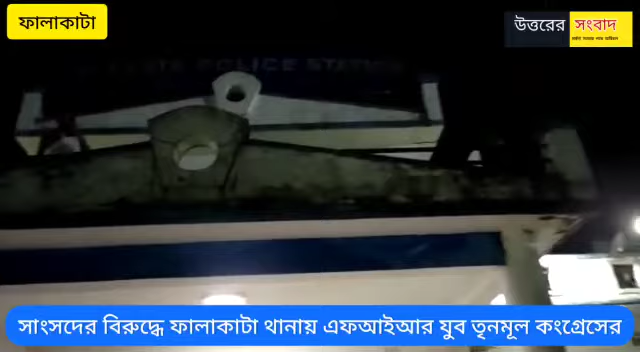 ফালাকাটা
উত্তরের সংবাদ
POLICE STATION
সাংসদের বিরুদ্ধে ফালাকাটা থানায় এফআইআর যুব তৃনমূল কংগ্রেসের